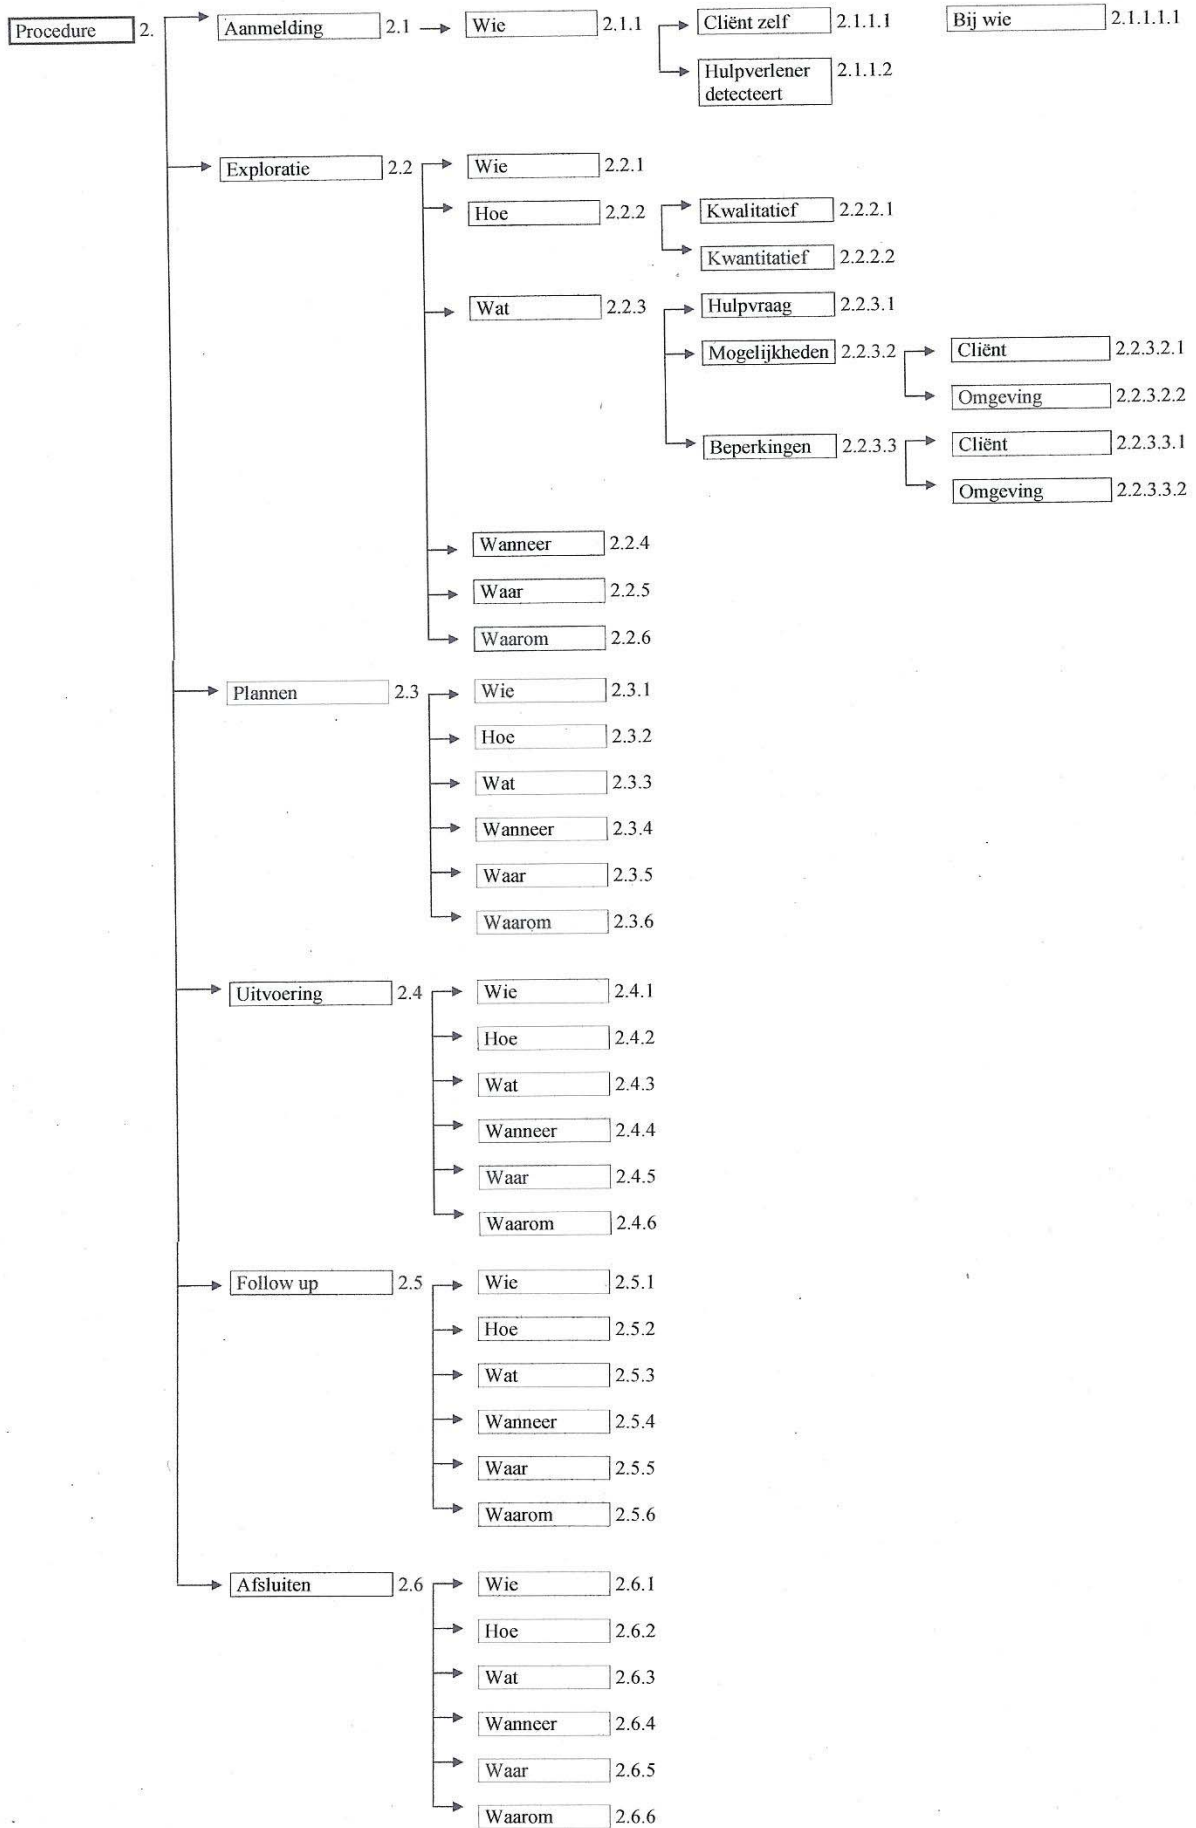 Procedure 2. Aanmelding 2.1 Wie 2.1.1 Cliënt zelf 2.1.1.1 Bij wie 2.1.1.1.1
Hulpverlener 2.1.1.2
detecteert
Exploratie 2.2 Wie 2.2.1
Hoe 2.2.2 Kwalitatief 2.2.2.1
Kwantitatief 2.2.2.2
Wat 2.2.3 Hulpvraag 2.2.3.1
Mogelijkheden 2.2.3.2 Cliënt 2.2.3.2.1
Omgeving 2.2.3.2.2
Beperkingen 2.2.3.3 Cliënt 2.2.3.3.1
Omgeving 2.2.3.3.2
Wanneer 2.2.4
Waar 2.2.5
Waarom 2.2.6
Plannen 2.3 Wie 2.3.1
Hoe 2.3.2
Wat 2.3.3
Wanneer 2.3.4
Waar 2.3.5
Waarom 2.3.6
Uitvoering 2.4 Wie 2.4.1
Hoe 2.4.2
Wat 2.4.3
Wanneer 2.4.4
Waar 2.4.5
Waarom 2.4.6
Follow up 2.5 Wie 2.5.1
Hoe 2.5.2
Wat 2.5.3
Wanneer 2.5.4
Waar 2.5.5
Waarom 2.5.6
Afsluiten 2.6 Wie 2.6.1
Hoe 2.6.2
Wat 2.6.3
Wanneer 2.6.4
Waar 2.6.5
Waarom 2.6.6